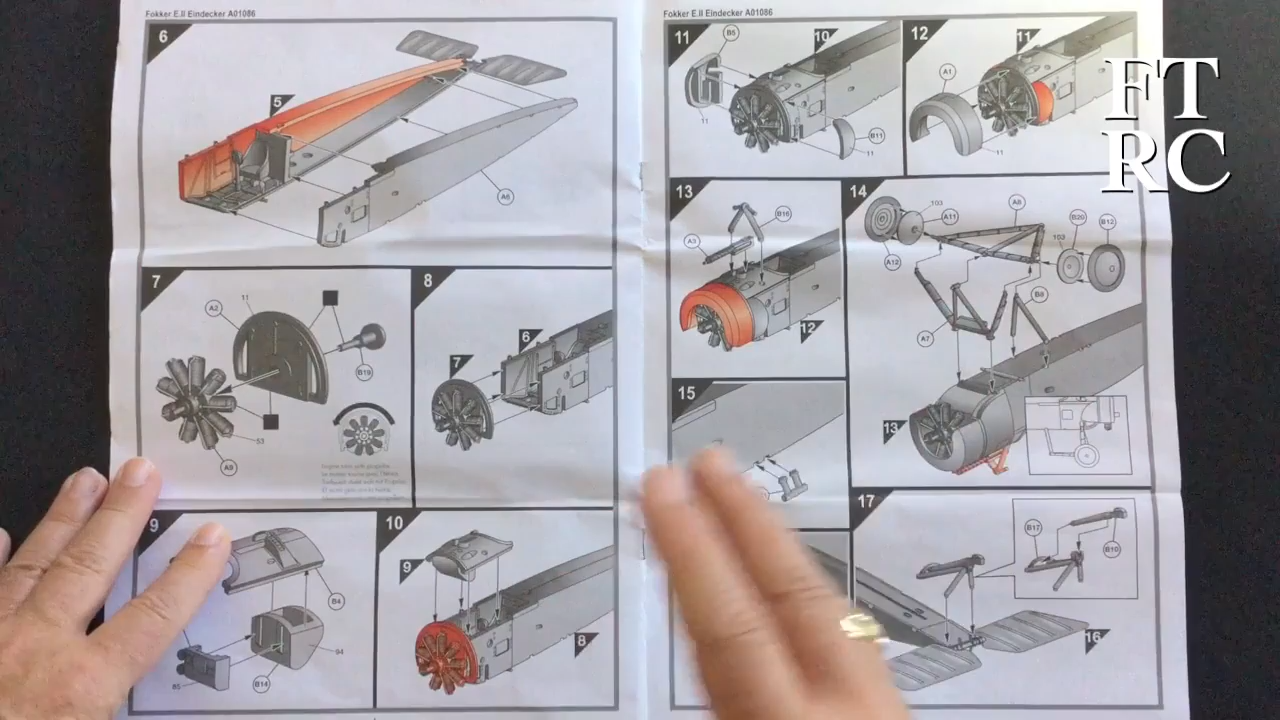 Fokker E.II Eindecker A01086
6
5
A6
7
A2
11
B19
53
A9
8
6
7
9
B4
94
85
B14
10
9
8
Fokker E.II Eindecker A01086
11
B5
10
11
B11
11
12
11
A1
11
FT
RC
13
B16
A3
12
14
103
A11
A8
B20
B12
103
A12
B8
A7
13
15
17
B17
B10
16